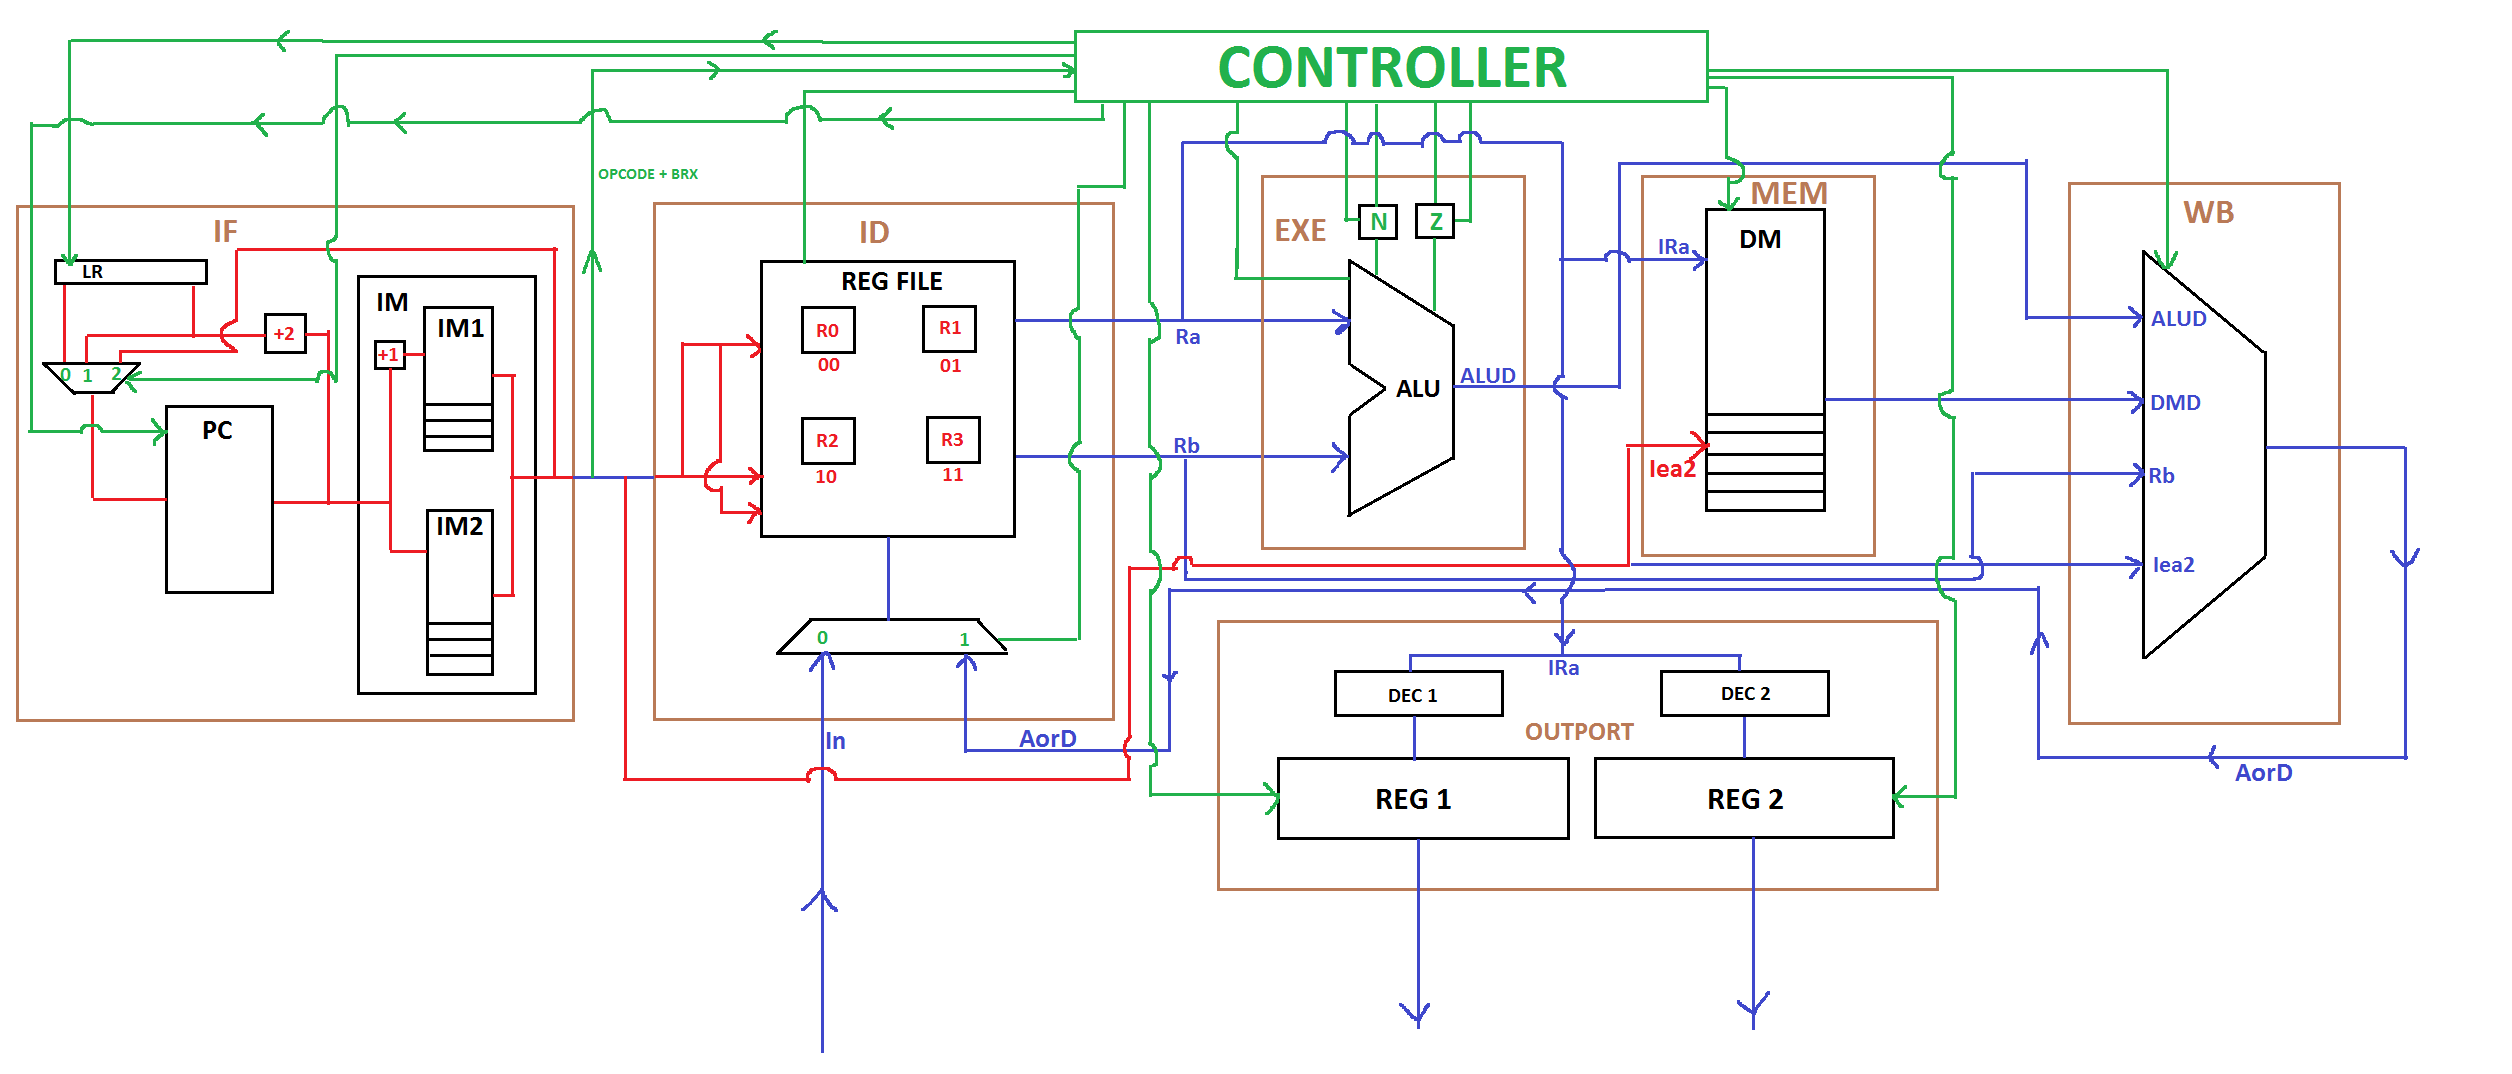 CONTROLLER
OPCODE + BRX
IF
LR
+2
0 1 2
PC
IM
IM1
+1
IM2
ID
REG FILE
R0
00
R1
01
R2
10
R3
11
0 1
In
AorD
Ra
Rb
EXE
N
Z
ALU
ALUD
MEM
DM
IRa
Iea2
WB
ALUD
DMD
Rb
Iea2
AorD
IRa
DEC 1
DEC 2
OUTPORT
REG 1
REG 2